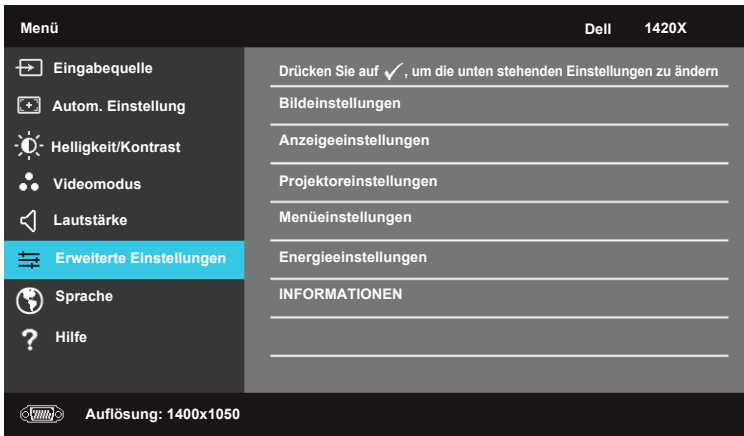 Menü Dell 1420X
Eingabequelle
Autom. Einstellung
Helligkeit/Kontrast
Videomodus
Lautstärke
Erweiterte Einstellungen
Sprache
Hilfe
Drücken Sie auf ✓, um die unten stehenden Einstellungen zu ändern
Bildeinstellungen
Anzeigeeinstellungen
Projektoreinstellungen
Menüeinstellungen
Energieeinstellungen
INFORMATIONEN
Auflösung: 1400x1050